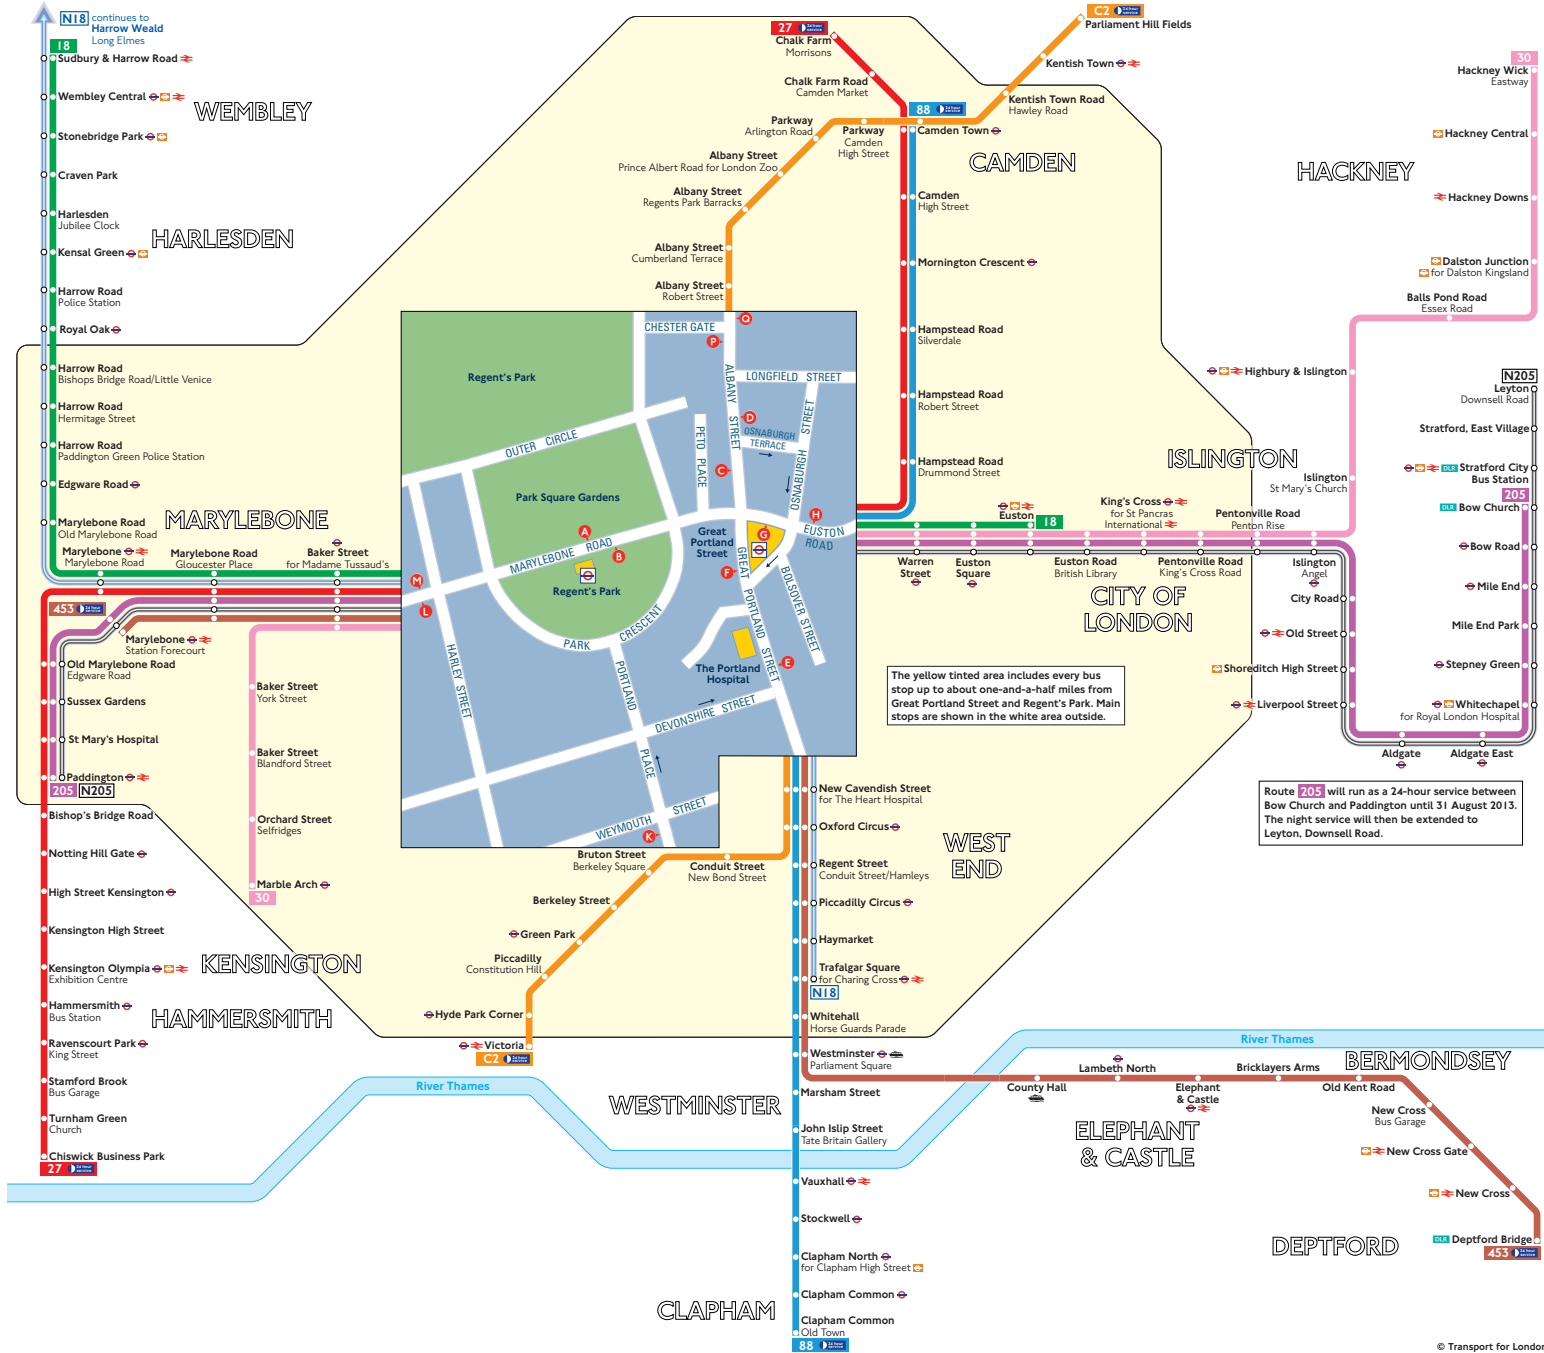 N18 continues to
Harrow Weald
Long Elmes
18
Sudbury & Harrow Road
Wembley Central
WEMBLEY
Stonebridge Park
Craven Park
Harlesden
Jubilee Clock
HARLESDEN
Kensal Green
Harrow Road
Police Station
Royal Oak
Harrow Road
Bishops Bridge Road/Little Venice
Harrow Road
Hermitage Street
Harrow Road
Paddington Green Police Station
Edgware Road
Marylebone Road
Old Marylebone Road
MARYLEBONE
Marylebone
Marylebone Road
Marylebone Road
Gloucester Place
Baker Street
for Madame Tussaud's
453 24 hour service
Marylebone
Station Forecourt
Old Marylebone Road
Edgware Road
Sussex Gardens
St Mary's Hospital
Paddington
205 N205
Bishop's Bridge Road
Notting Hill Gate
High Street Kensington
Kensington High Street
Kensington Olympia
Exhibition Centre
KENSINGTON
Hammersmith
Bus Station
HAMMERSMITH
Ravenscourt Park
King Street
Stamford Brook
Bus Garage
Turnham Green
Church
Chiswick Business Park
27 24 hour service
Baker Street
York Street
Baker Street
Blandford Street
Orchard Street
Selfridges
Marble Arch
30
27 24 hour service
Chalk Farm
Morrisons
Chalk Farm Road
Camden Market
C2 24 hour service
Parliament Hill Fields
Kentish Town
Kentish Town Road
Hawley Road
88 24 hour service
Camden Town
CAMDEN
Parkway
Arlington Road
Parkway
Camden
High Street
Albany Street
Prince Albert Road for London Zoo
Albany Street
Regents Park Barracks
Albany Street
Cumberland Terrace
Albany Street
Robert Street
Camden
High Street
Mornington Crescent
Hampstead Road
Silverdale
Hampstead Road
Robert Street
Hampstead Road
Drummond Street
CHESTER GATE
Q
P
Regent's Park
ALBANY STREET
LONGFIELD STREET
D
OSNABURGH
TERRACE
OSNABURGH STREET
PETO PLACE
OUTER CIRCLE
C
Park Square Gardens
H
EUSTON
ROAD
Great
Portland
Street
G
A
MARYLEBONE ROAD
B
F
M
L
Regent's Park
GREAT PORTLAND STREET
BOLSOVER STREET
PARK CRESCENT
HARLEY STREET
PORTLAND PLACE
E
The Portland
Hospital
DEVONSHIRE STREET
WEYMOUTH STREET
K
Euston
18
King's Cross
for St Pancras
International
Pentonville Road
Penton Rise
Warren
Street
Euston
Square
Euston Road
British Library
Pentonville Road
King's Cross Road
Islington
Angel
CITY OF
LONDON
City Road
Old Street
Shoreditch High Street
Liverpool Street
Aldgate
Aldgate East
The yellow tinted area includes every bus
stop up to about one-and-a-half miles from
Great Portland Street and Regent's Park. Main
stops are shown in the white area outside.
30
Hackney Wick
Eastway
Hackney Central
HACKNEY
Hackney Downs
Dalston Junction
for Dalston Kingsland
Balls Pond Road
Essex Road
Highbury & Islington
ISLINGTON
Islington
St Mary's Church
N205
Leyton
Downsell Road
Stratford, East Village
DLR Stratford City
Bus Station
205
DLR Bow Church
Bow Road
Mile End
Mile End Park
Stepney Green
Whitechapel
for Royal London Hospital
Route 205 will run as a 24-hour service between
Bow Church and Paddington until 31 August 2013.
The night service will then be extended to
Leyton, Downsell Road.
New Cavendish Street
for The Heart Hospital
Oxford Circus
WEST
END
Regent Street
Conduit Street/Hamleys
Piccadilly Circus
Haymarket
Trafalgar Square
for Charing Cross
N18
Whitehall
Horse Guards Parade
Westminster
Parliament Square
Bruton Street
Berkeley Square
Conduit Street
New Bond Street
Berkeley Street
Green Park
Piccadilly
Constitution Hill
Hyde Park Corner
Victoria
C2 24 hour service
River Thames
River Thames
WESTMINSTER
Marsham Street
John Islip Street
Tate Britain Gallery
Vauxhall
Stockwell
Clapham North
for Clapham High Street
Clapham Common
CLAPHAM
Clapham Common
Old Town
88 24 hour service
County Hall
Lambeth North
Elephant
& Castle
Bricklayers Arms
BERMONDSEY
Old Kent Road
ELEPHANT
& CASTLE
New Cross
Bus Garage
New Cross Gate
New Cross
DEPTFORD
DLR Deptford Bridge
453 24 hour service
© Transport for London